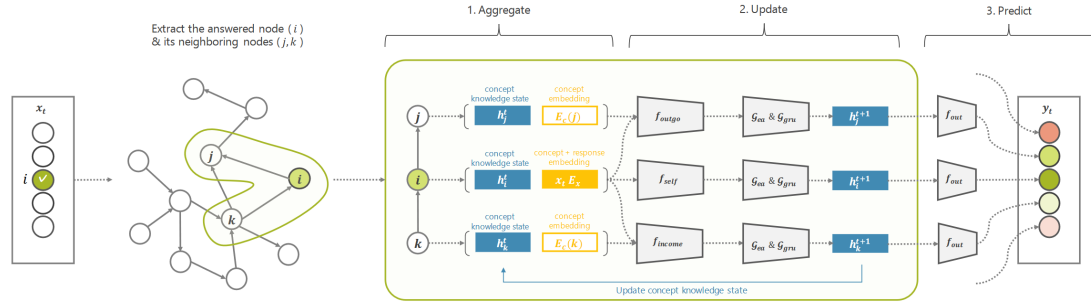 1. Aggregate
2. Update
3. Predict
Extract the answered node (i)
& its neighboring nodes (j, k)
x_t
i
j
i
k
j
concept
knowledge state
h_j^t
concept
embedding
E_c(j)
f_outgo
G_ea & G_gru
h_j^{t+1}
f_out
i
concept
knowledge state
h_i^t
concept + response
embedding
x_t E_x
f_self
G_ea & G_gru
h_i^{t+1}
f_out
k
concept
knowledge state
h_k^t
concept
embedding
E_c(k)
f_income
G_ea & G_gru
h_k^{t+1}
f_out
y_t
Update concept knowledge state